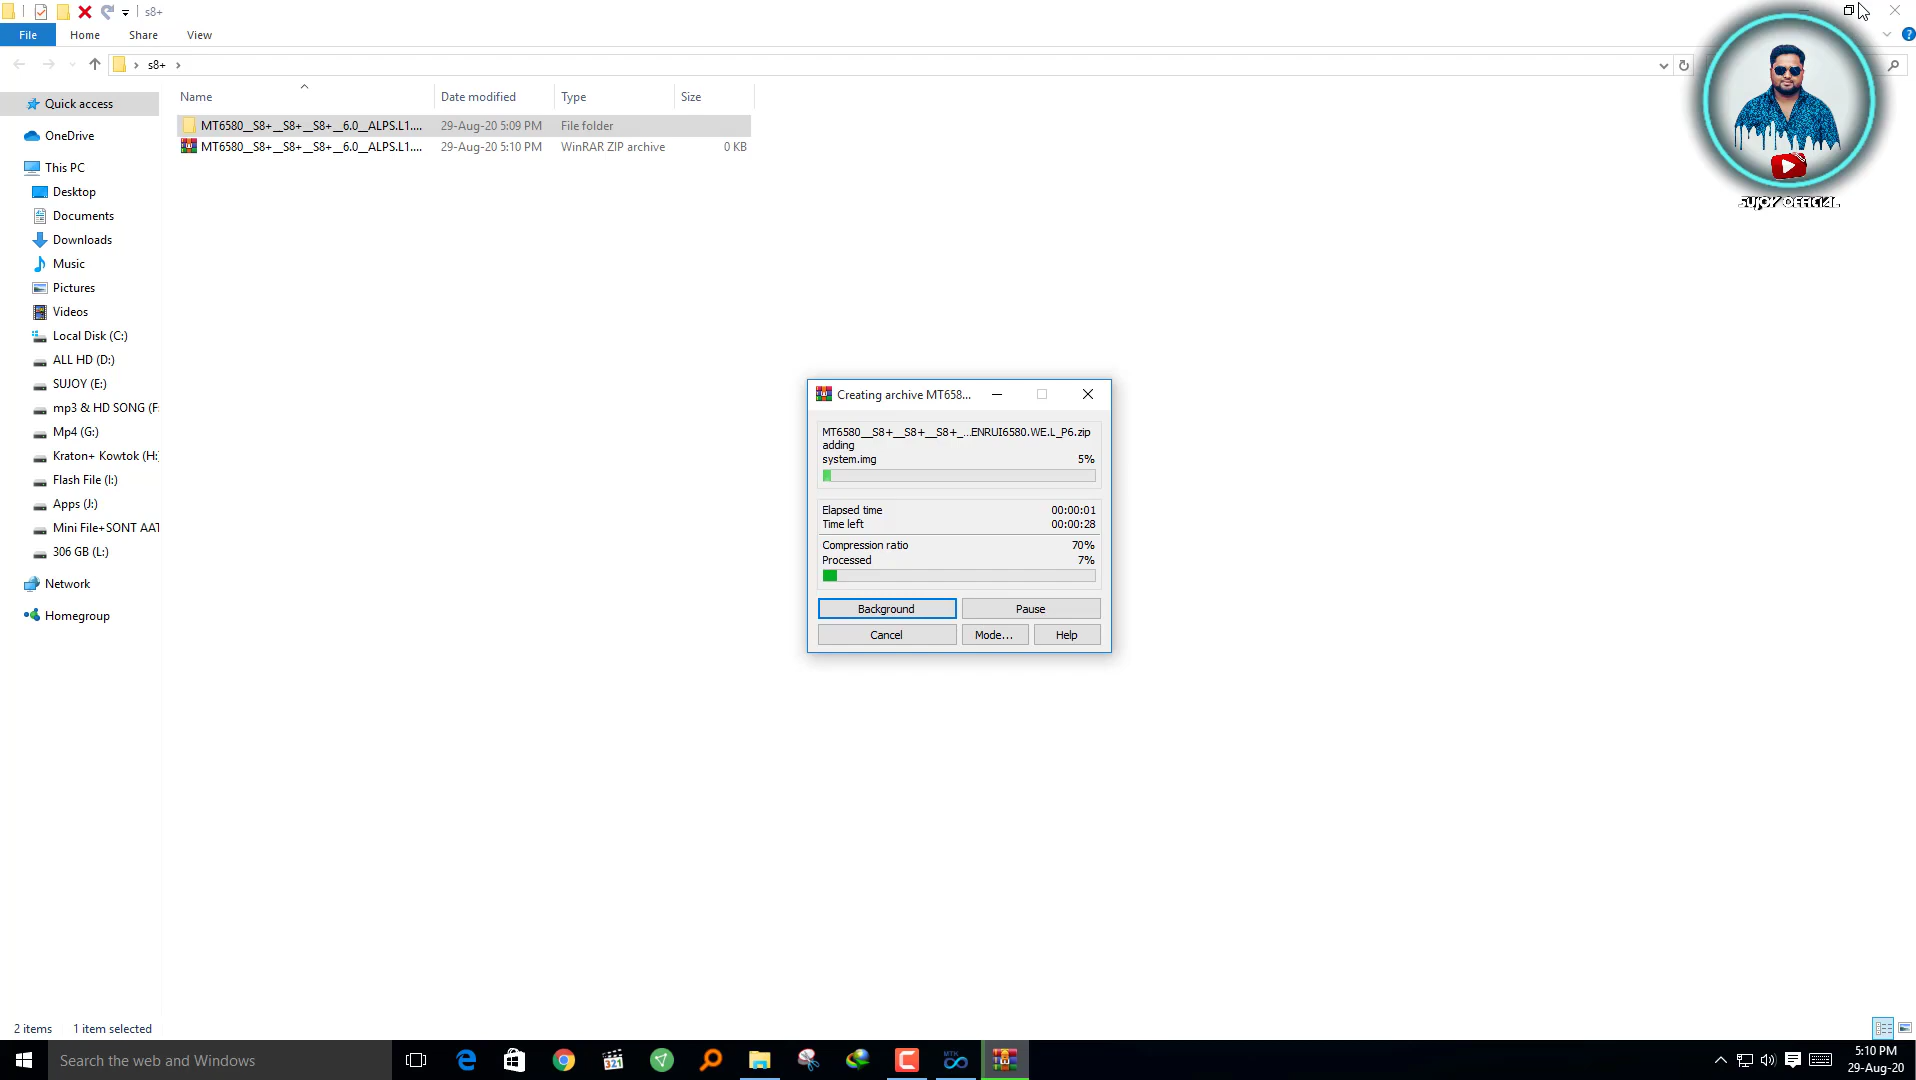 s8+
File
Home
Share
View
s8+
Name
Date modified
Type
Size
MT6580__S8+__S8+__S8+__6.0__ALPS.L1....
29-Aug-20 5:09 PM
File folder
MT6580__S8+__S8+__S8+__6.0__ALPS.L1....
29-Aug-20 5:10 PM
WinRAR ZIP archive
0 KB
Quick access
OneDrive
This PC
Desktop
Documents
Downloads
Music
Pictures
Videos
Local Disk (C:)
ALL HD (D:)
SUJOY (E:)
mp3 & HD SONG (F:
Mp4 (G:)
Kraton+ Kowtok (H:
Flash File (I:)
Apps (J:)
Mini File+SONT AAT
306 GB (L:)
Network
Homegroup
SUJOY OFFICIAL
Creating archive MT658...
MT6580__S8+__S8+__S8+_...ENRUI6580.WE.L_P6.zip
adding
system.img 5%
Elapsed time 00:00:01
Time left 00:00:28
Compression ratio 70%
Processed 7%
Background
Pause
Cancel
Mode...
Help
2 items
1 item selected
Search the web and Windows
321
MTK
5:10 PM
29-Aug-20